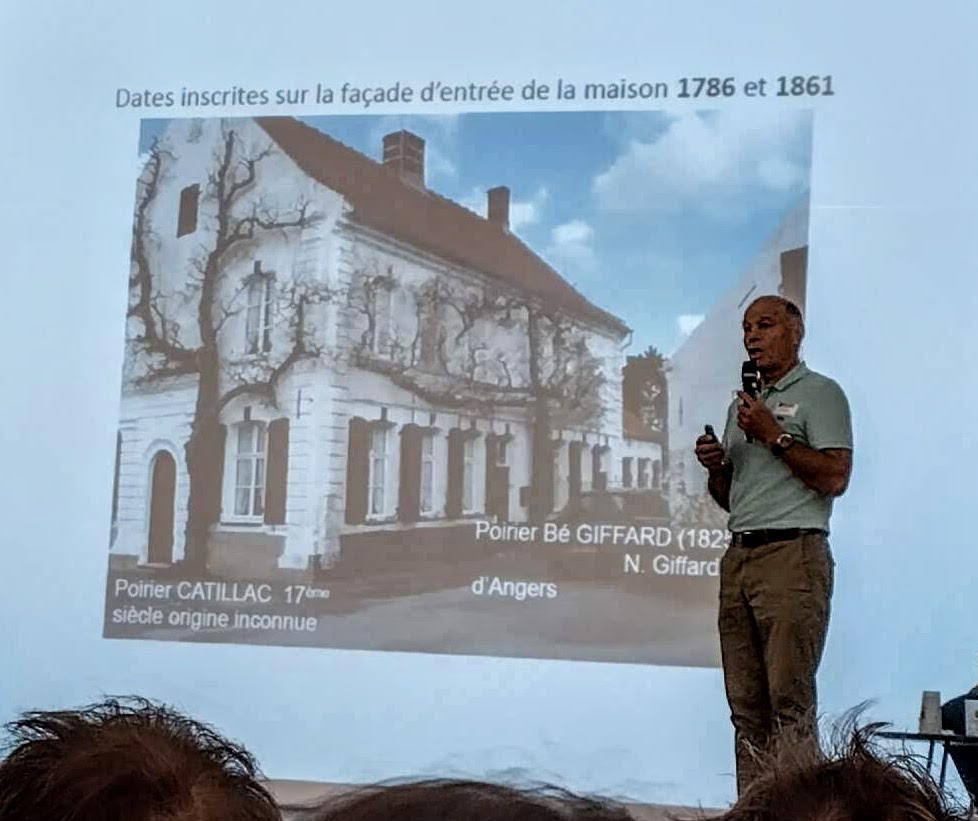 Dates inscrites sur la façade d'entrée de la maison 1786 et 1861
Poirier Bé GIFFARD (1825
N. Giffard
d'Angers
Poirier CATILLAC 17ème
siècle origine inconnue